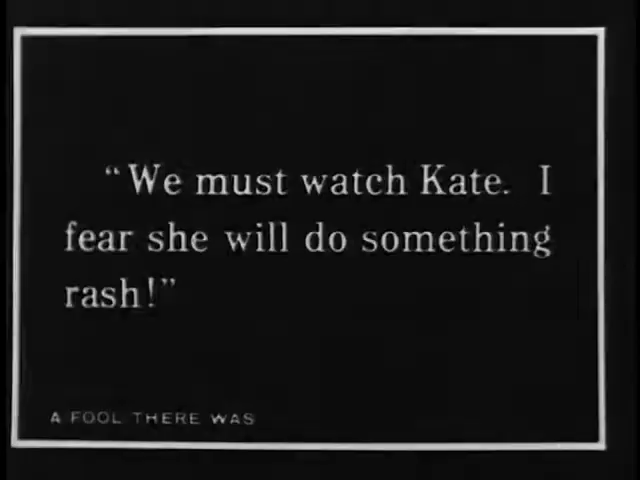 “We must watch Kate. I
fear she will do something
rash!”
A FOOL THERE WAS